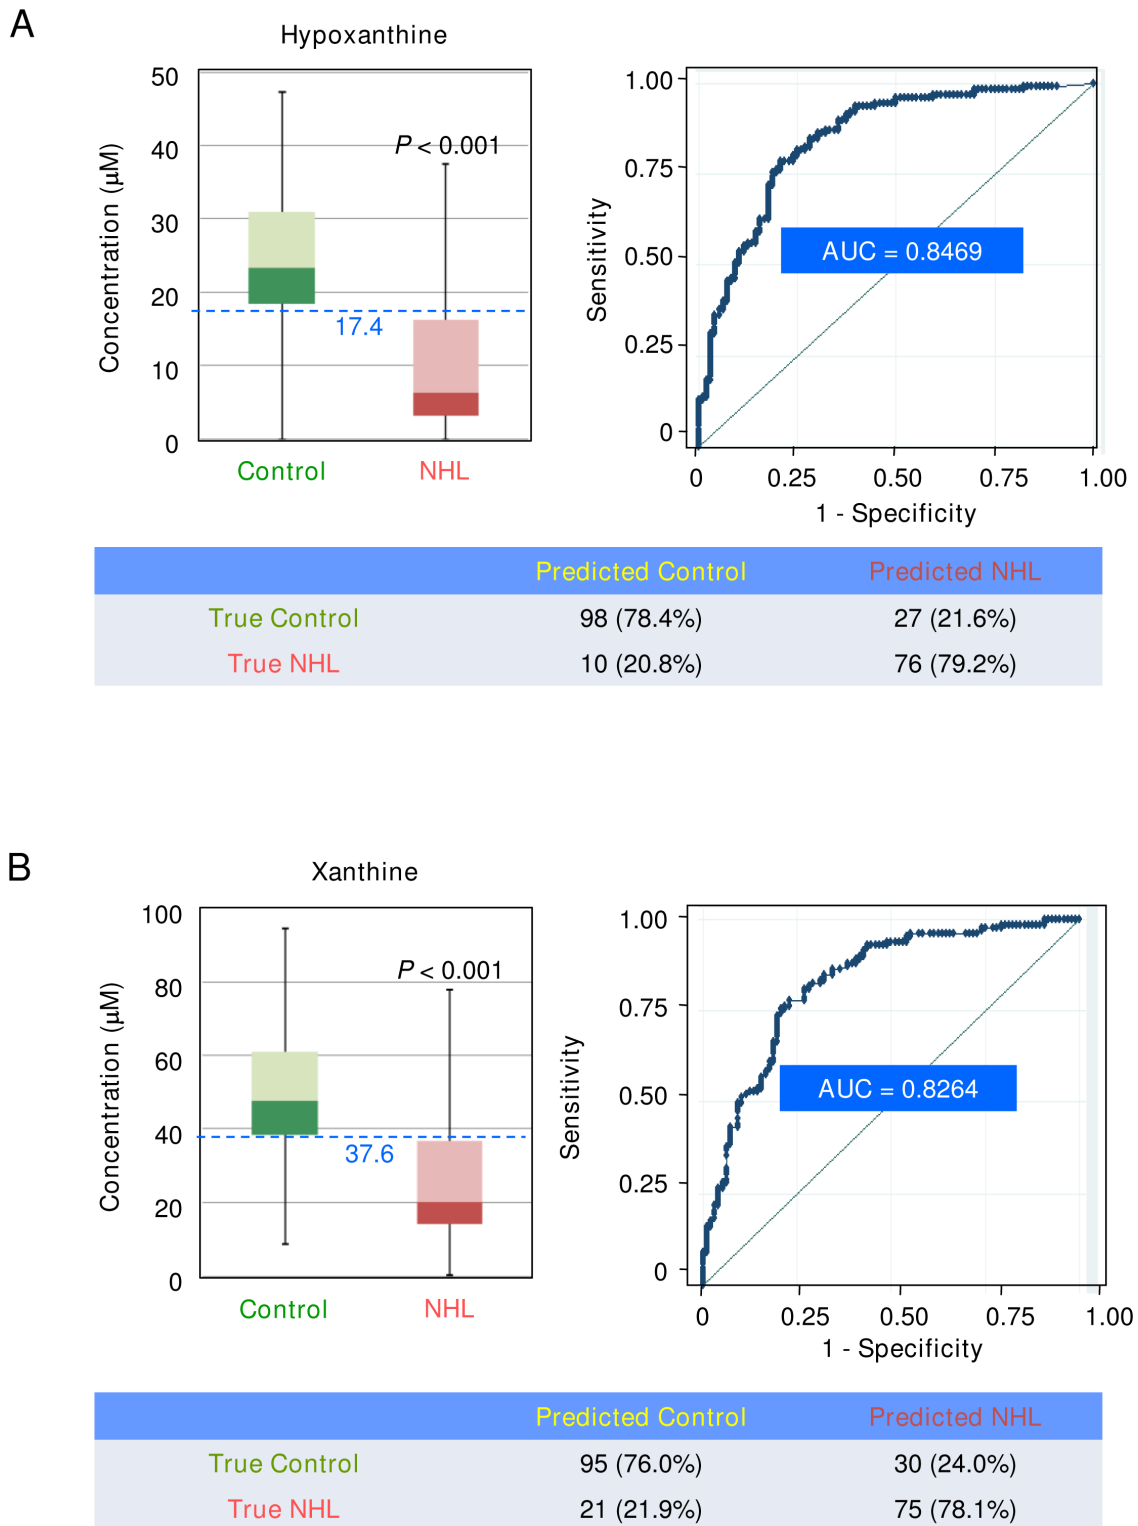 A
Hypoxanthine
50
40
30
20
10
0
Concentration (µM)
P < 0.001
17.4
Control
NHL
1.00
0.75
0.50
0.25
0
Sensitivity
AUC = 0.8469
0
0.25
0.50
0.75
1.00
1 - Specificity
Predicted Control
Predicted NHL
True Control
98 (78.4%)
27 (21.6%)
True NHL
10 (20.8%)
76 (79.2%)
B
Xanthine
100
80
60
40
20
0
Concentration (µM)
P < 0.001
37.6
Control
NHL
1.00
0.75
0.50
0.25
0
Sensitivity
AUC = 0.8264
0
0.25
0.50
0.75
1.00
1 - Specificity
Predicted Control
Predicted NHL
True Control
95 (76.0%)
30 (24.0%)
True NHL
21 (21.9%)
75 (78.1%)